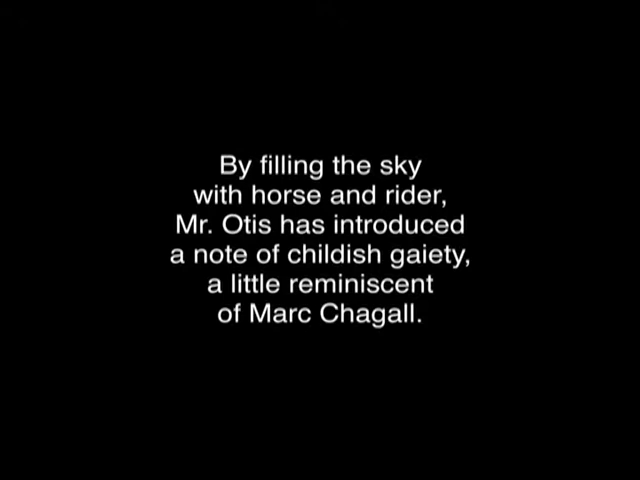 By filling the sky
with horse and rider,
Mr. Otis has introduced
a note of childish gaiety,
a little reminiscent
of Marc Chagall.